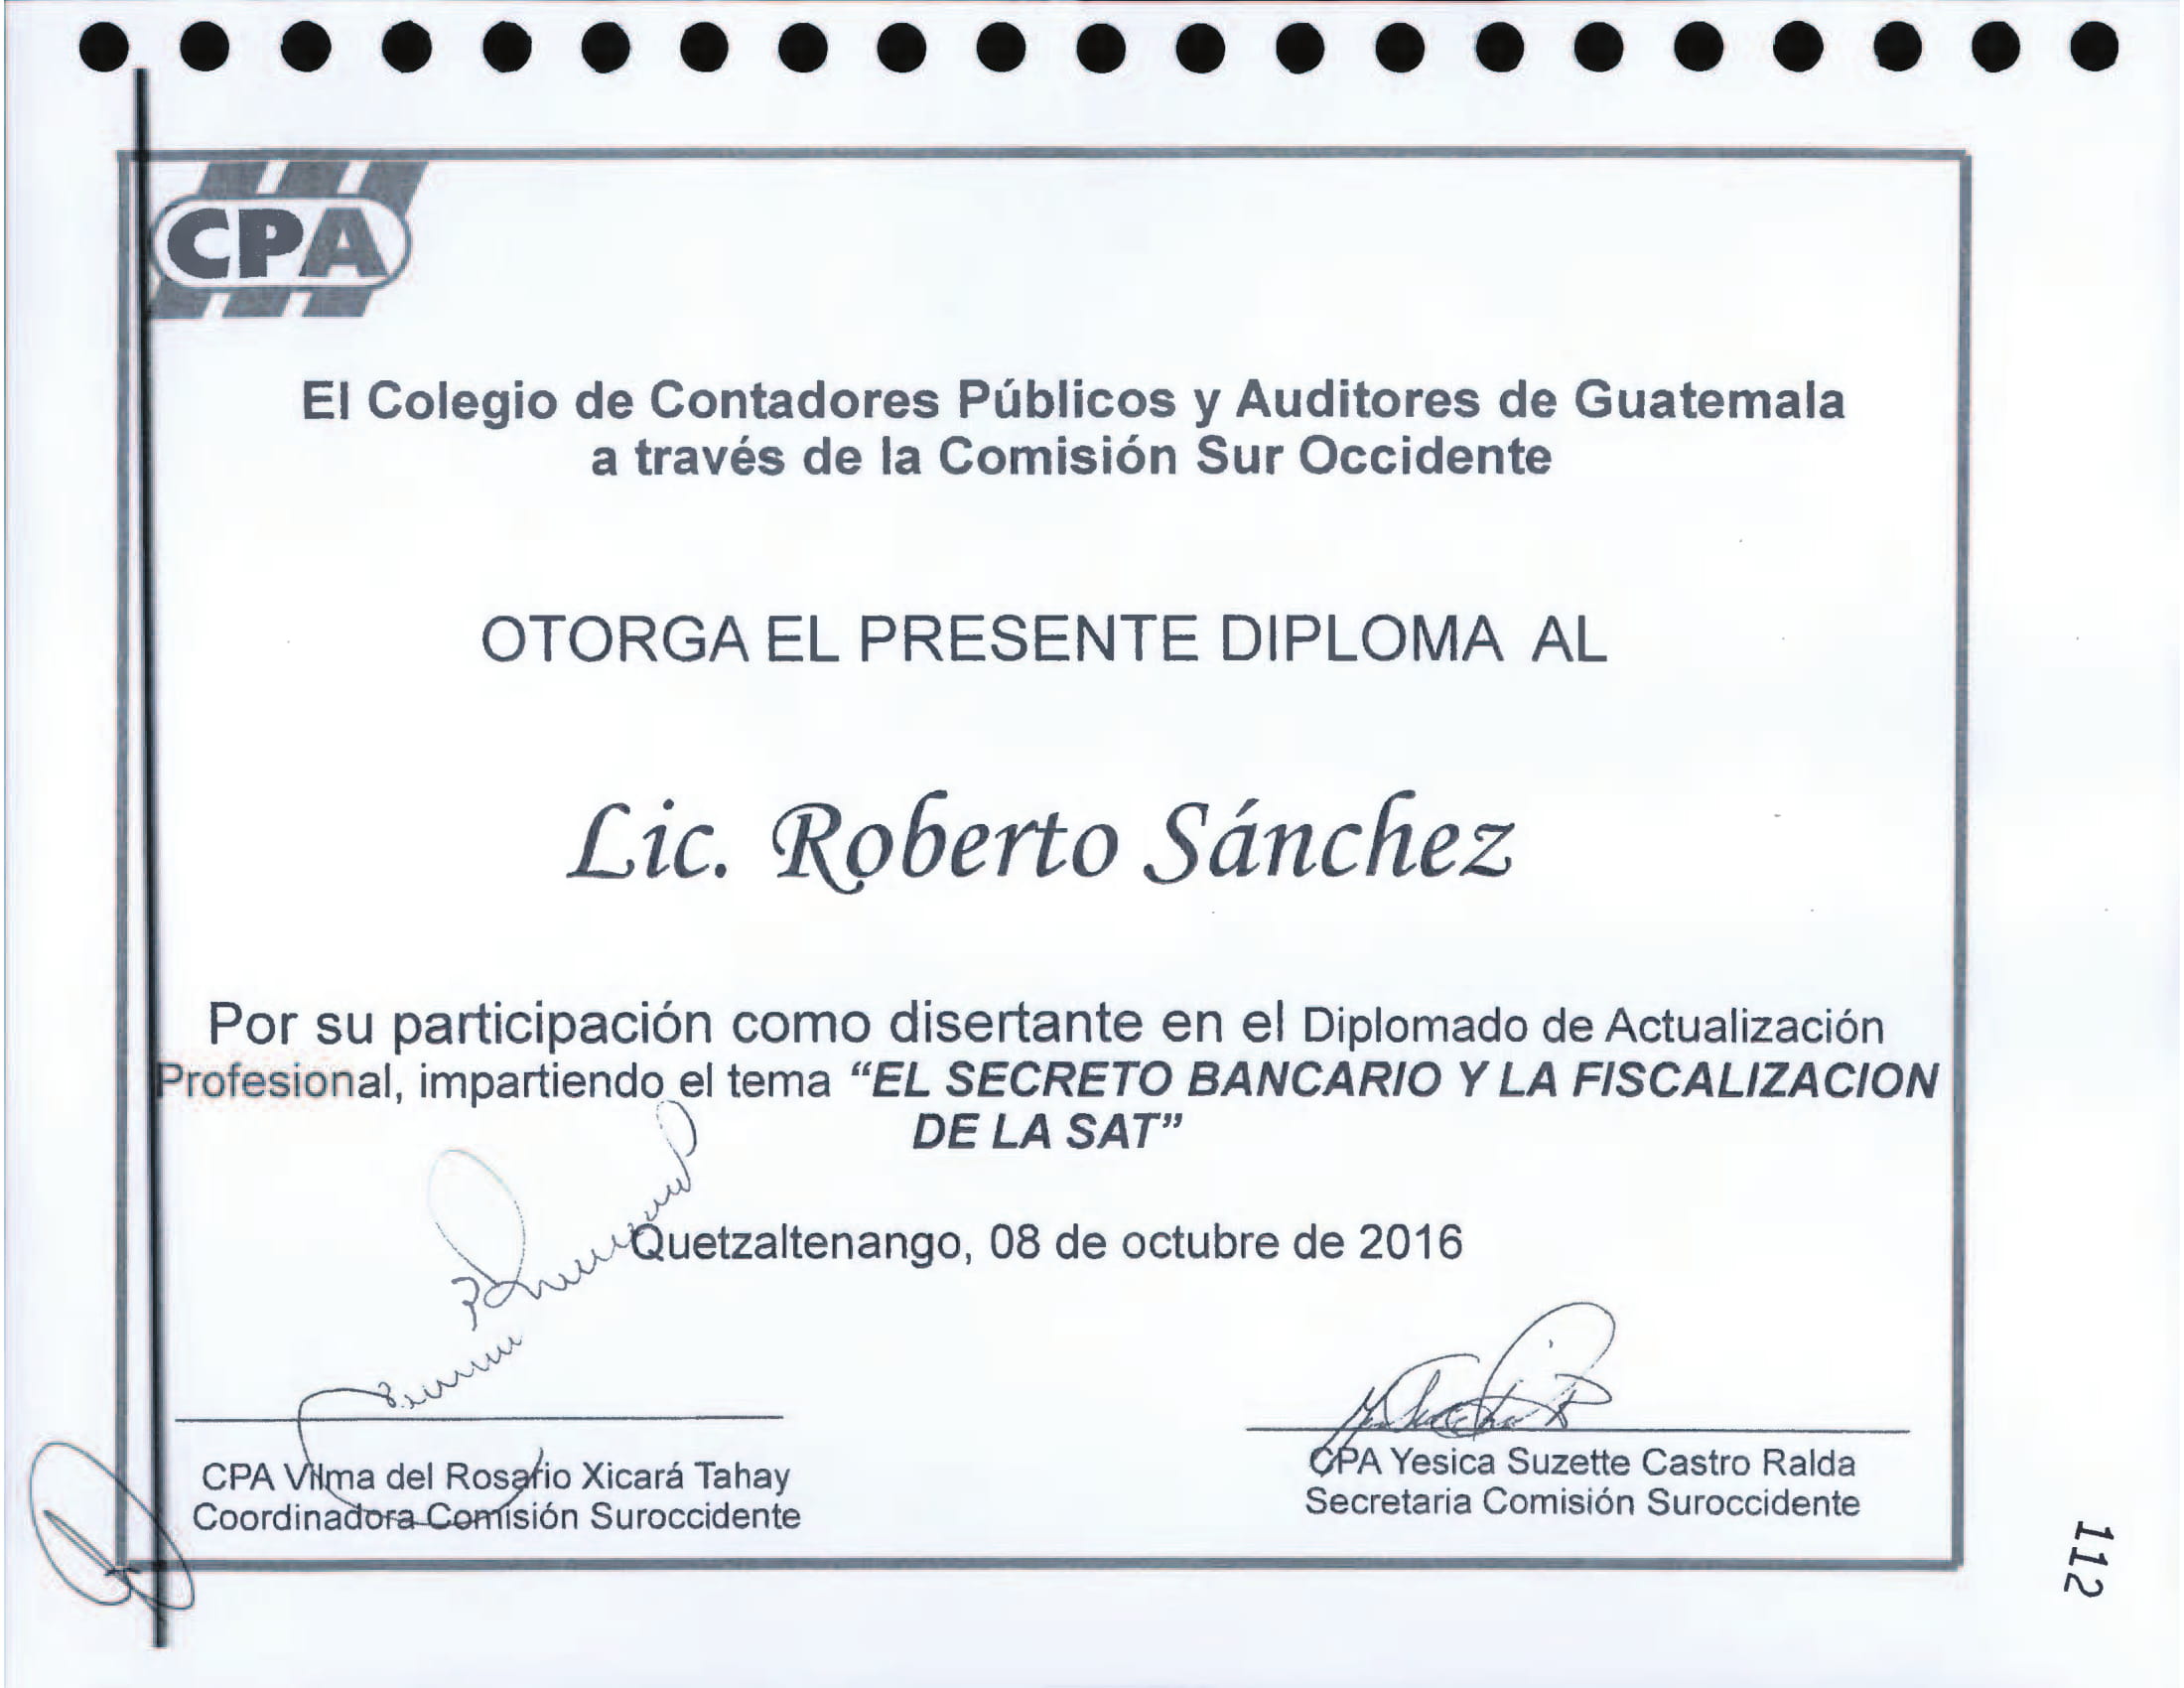 CPA
El Colegio de Contadores Públicos y Auditores de Guatemala
a través de la Comisión Sur Occidente
OTORGA EL PRESENTE DIPLOMA AL
Lic. Roberto Sánchez
Por su participación como disertante en el Diplomado de Actualización
Profesional, impartiendo el tema “EL SECRETO BANCARIO Y LA FISCALIZACION
DE LA SAT”
Quetzaltenango, 08 de octubre de 2016
CPA Vilma del Rosario Xicará Tahay
Coordinadora Comisión Suroccidente
CPA Yesica Suzette Castro Ralda
Secretaria Comisión Suroccidente
112